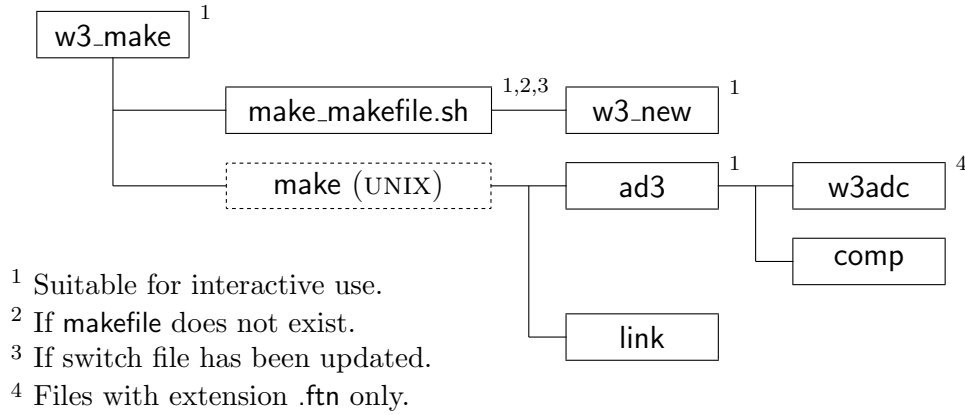 w3_make 1
make_makefile.sh 1,2,3 w3_new 1
make (UNIX) ad3 1 w3adc 4
comp
1 Suitable for interactive use.
2 If makefile does not exist.
link
3 If switch file has been updated.
4 Files with extension .ftn only.